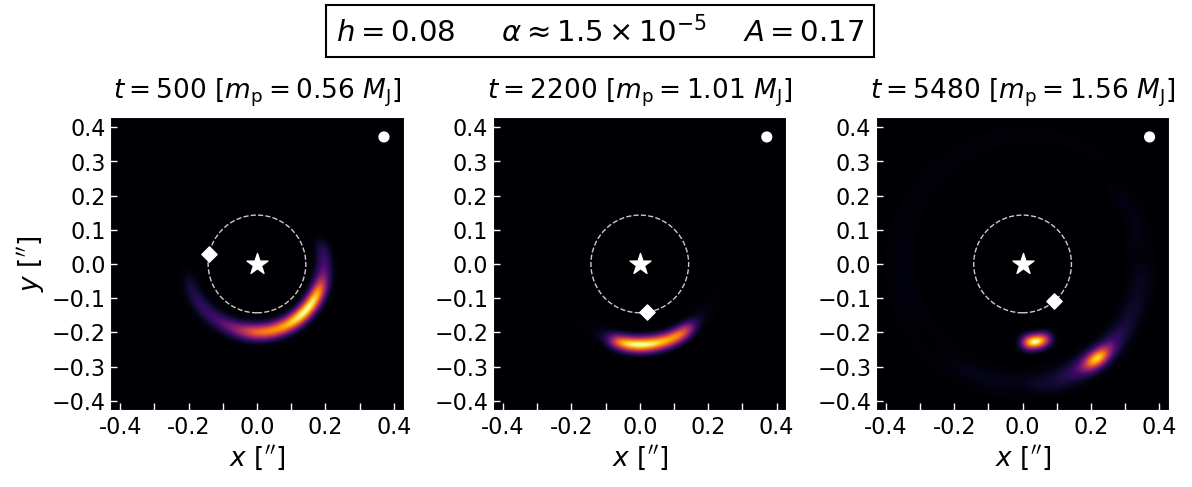 h = 0.08 α ≈ 1.5 × 10⁻⁵ A = 0.17
t = 500 [mₚ = 0.56 M_J] t = 2200 [mₚ = 1.01 M_J] t = 5480 [mₚ = 1.56 M_J]
0.4 0.4 0.4
0.3 0.3 0.3
0.2 0.2 0.2
0.1 0.1 0.1
0.0 0.0 0.0
−0.1 −0.1 −0.1
−0.2 −0.2 −0.2
−0.3 −0.3 −0.3
−0.4 −0.4 −0.4
y [″]
-0.4 -0.2 0.0 0.2 0.4 -0.4 -0.2 0.0 0.2 0.4 -0.4 -0.2 0.0 0.2 0.4
x [″] x [″] x [″]